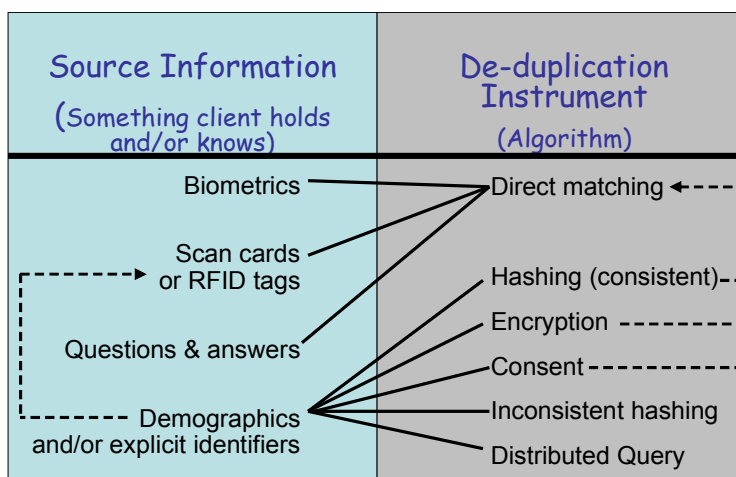 Source Information
(Something client holds
and/or knows)
De-duplication
Instrument
(Algorithm)
Biometrics
Direct matching
Scan cards
or RFID tags
Hashing (consistent)
Encryption
Questions & answers
Consent
Demographics
and/or explicit identifiers
Inconsistent hashing
Distributed Query